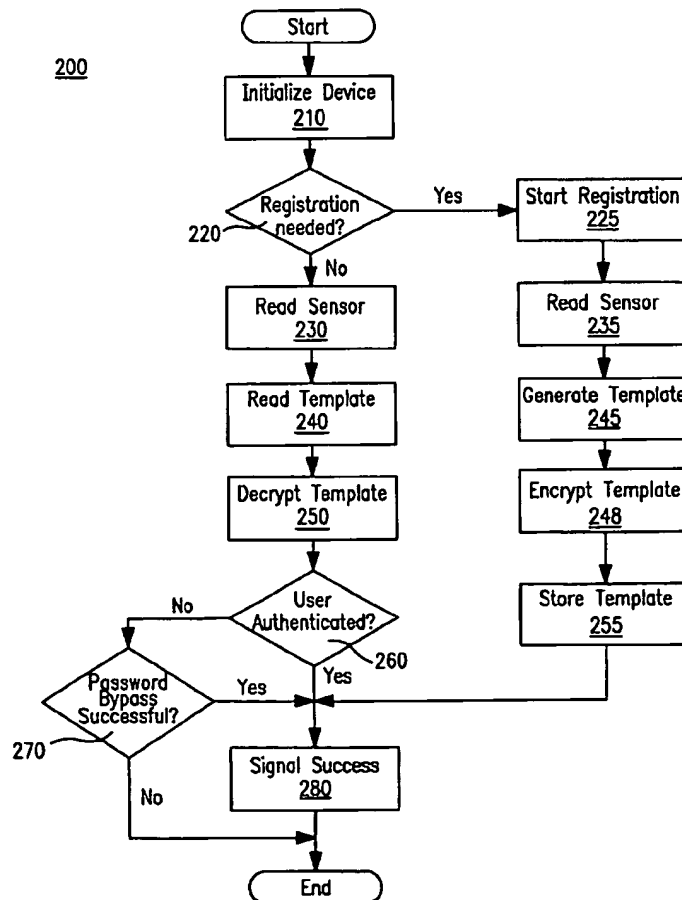 Start
200
Initialize Device
210
Registration
needed?
220
Yes
No
Start Registration
225
Read Sensor
230
Read Sensor
235
Read Template
240
Generate Template
245
Decrypt Template
250
Encrypt Template
248
User
Authenticated?
260
No
Yes
Store Template
255
Password
Bypass
Successful?
270
Yes
No
Signal Success
280
End